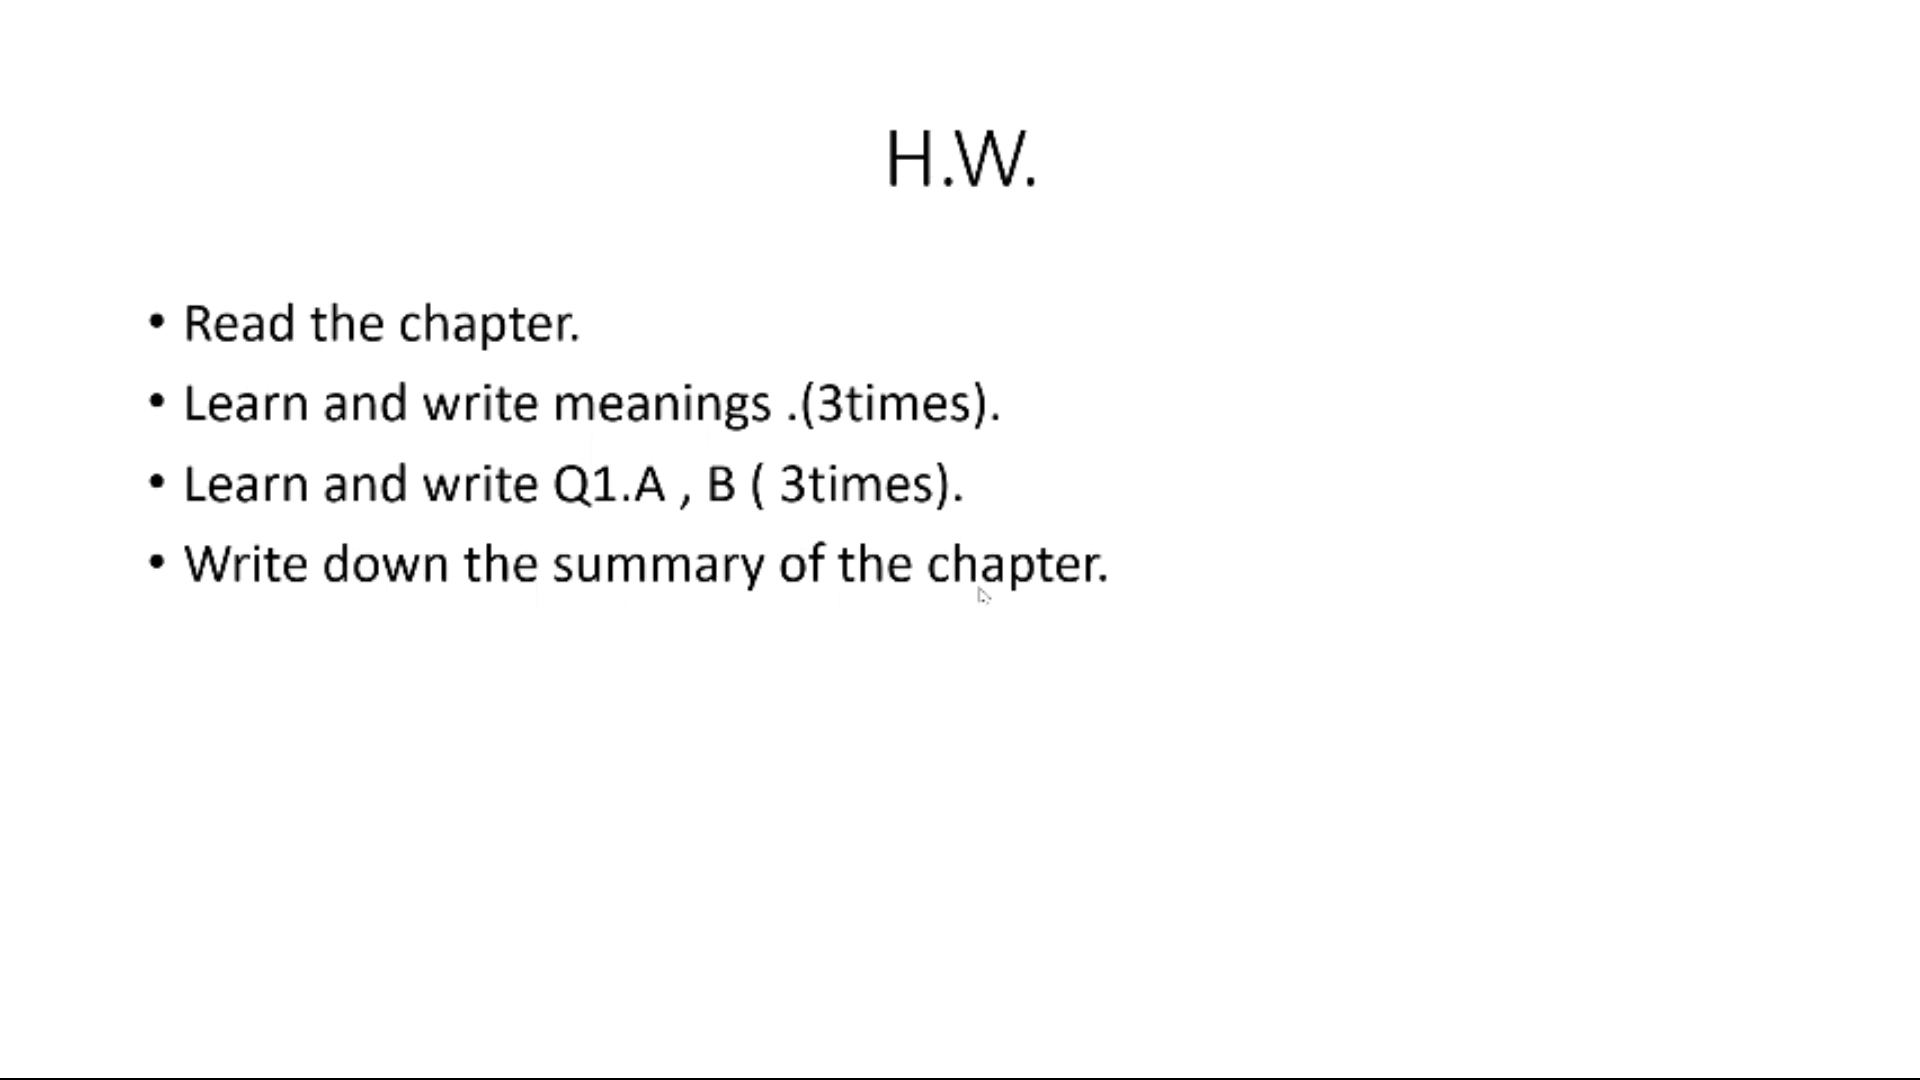 H.W.
• Read the chapter.
• Learn and write meanings .(3times).
• Learn and write Q1.A , B ( 3times).
• Write down the summary of the chapter.